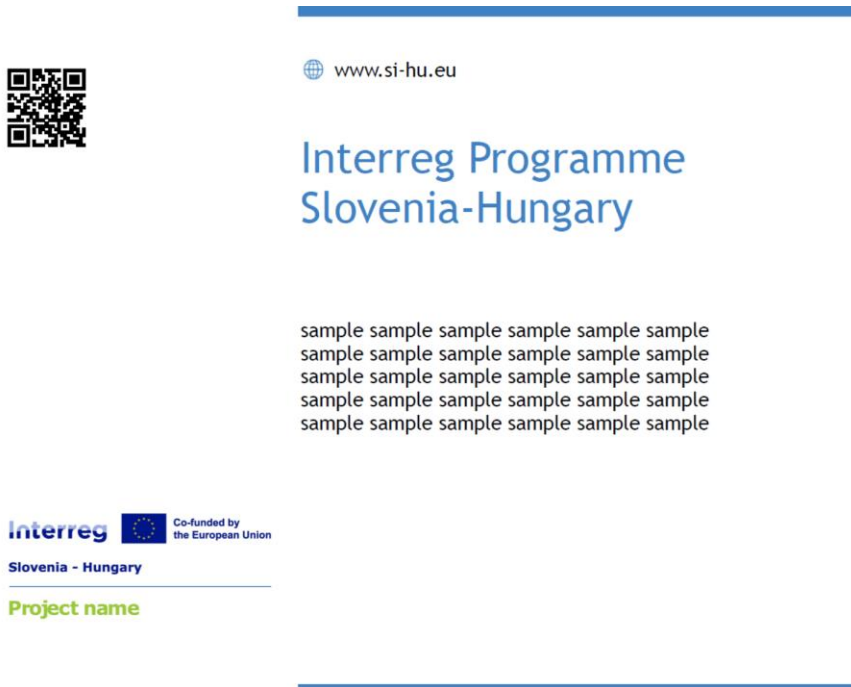 www.si-hu.eu
Interreg Programme
Slovenia-Hungary
sample sample sample sample sample sample
sample sample sample sample sample sample
sample sample sample sample sample sample
sample sample sample sample sample sample
sample sample sample sample sample sample
Interreg
Co-funded by
the European Union
Slovenia - Hungary
Project name